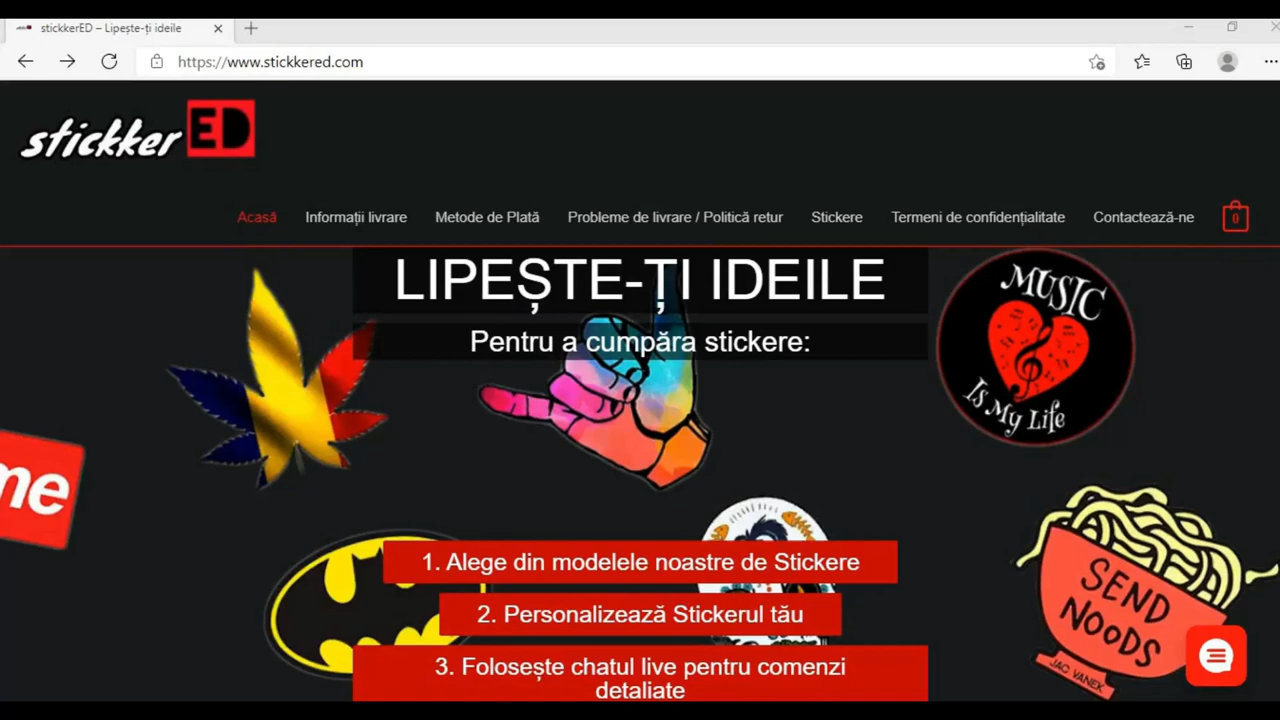 stickkerED – Lipește-ți ideile
https://www.stickkered.com
stickker ED
Acasă Informații livrare Metode de Plată Probleme de livrare / Politică retur Stickere Termeni de confidențialitate Contactează-ne 0
LIPEȘTE-ȚI IDEILE
Pentru a cumpăra stickere:
MUSIC
Is My Life
me
1. Alege din modelele noastre de Stickere
2. Personalizează Stickerul tău
3. Folosește chatul live pentru comenzi
detaliate
SEND
NOODS
JAC VANEK